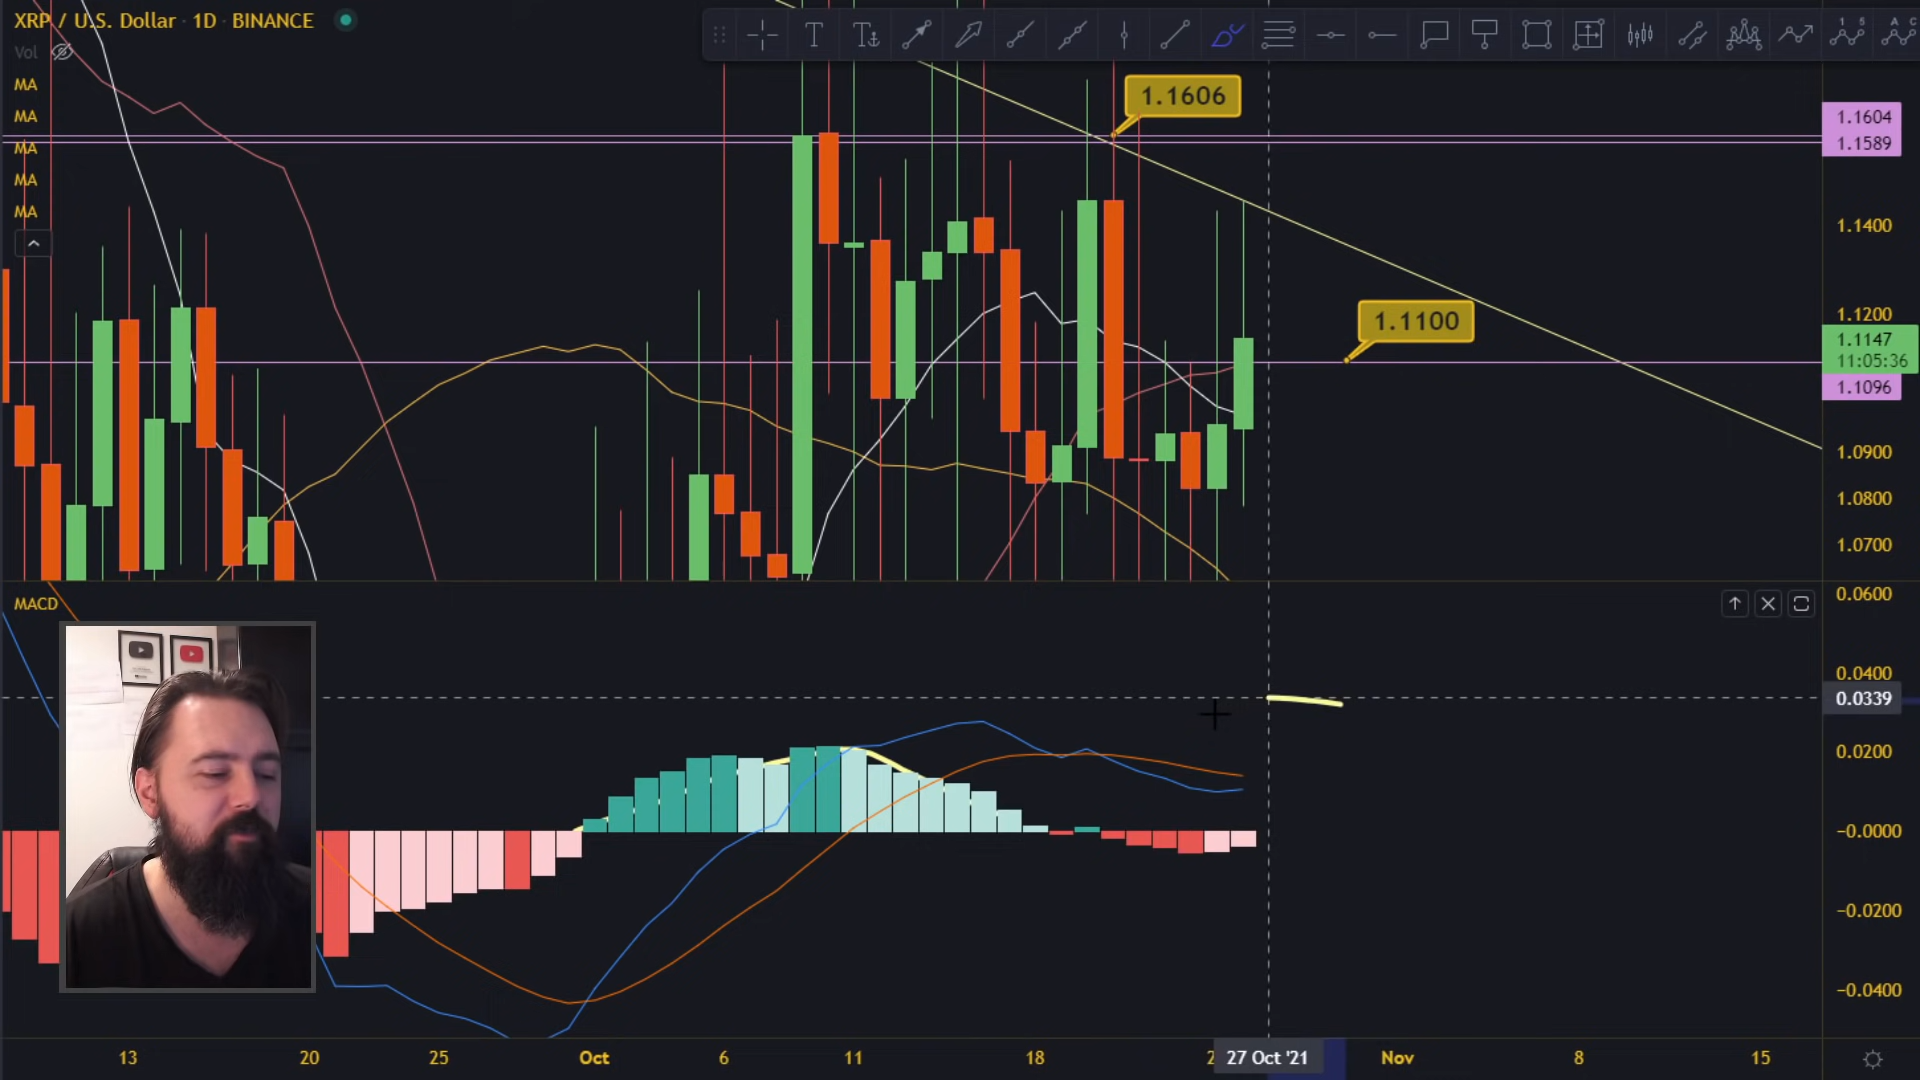 XRP / U.S. Dollar · 1D · BINANCE
Vol
MA
MA
MA
MA
MA
1.1606
1.1100
1.1604
1.1589
1.1400
1.1200
1.1147
11:05:36
1.1096
1.0900
1.0800
1.0700
MACD
0.0600
0.0400
0.0339
0.0200
−0.0000
−0.0200
−0.0400
13
20
25
Oct
6
11
18
27 Oct '21
Nov
8
15